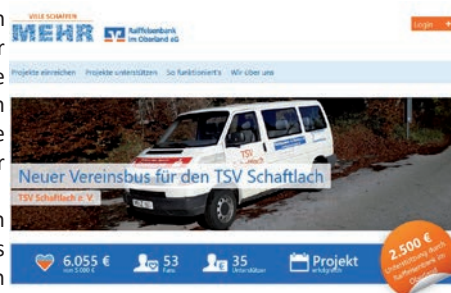 VIELE SCHAFFEN
MEHR
Raiffeisenbank
im Oberland eG
Login
Projekte einreichen Projekte unterstützen So funktioniert's Wir über uns
TSV
Schaftlach
Neuer Vereinsbus für den TSV Schaftlach
TSV Schaftlach e. V.
6.055 €
von 5.000 €
53
Fans
35
Unterstützer
Projekt
erfolgreich
2.500 €
Unterstützung durch
Raiffeisenbank im
Oberland